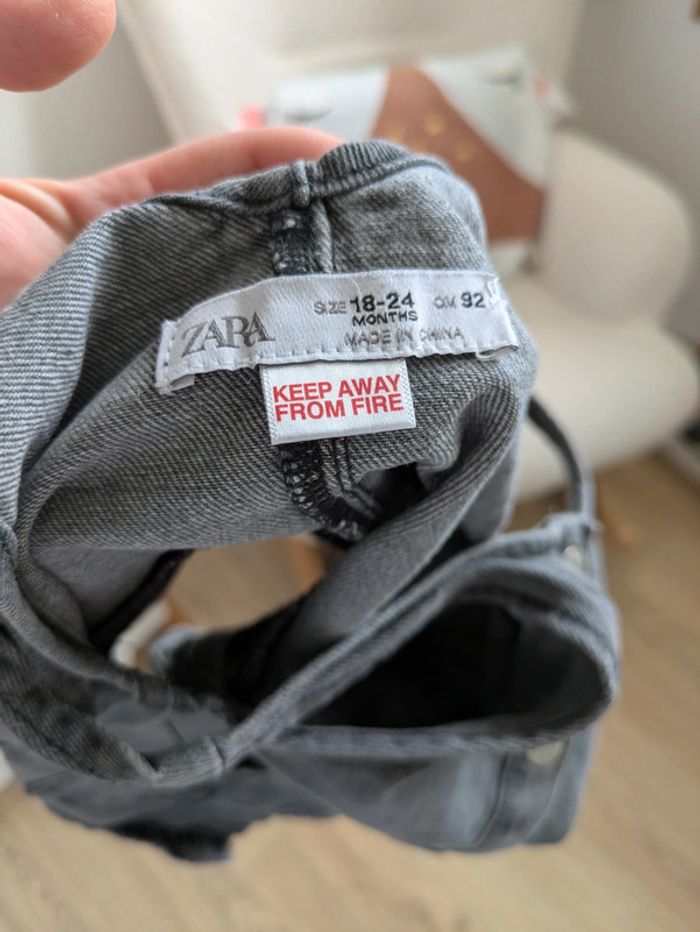 ZARA
SIZE 18-24 CM 92
MONTHS
MADE IN CHINA
KEEP AWAY
FROM FIRE